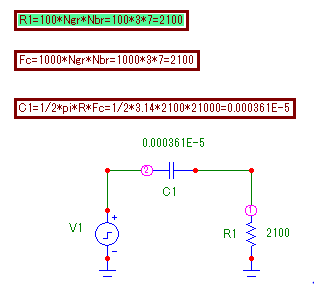 R1=100*Ngr*Nbr=100*3*7=2100
Fc=1000*Ngr*Nbr=1000*3*7=2100
C1=1/2*pi*R*Fc=1/2*3.14*2100*21000=0.000361E-5
0.000361E-5
2
C1
1
V1
+
-
R1
2100